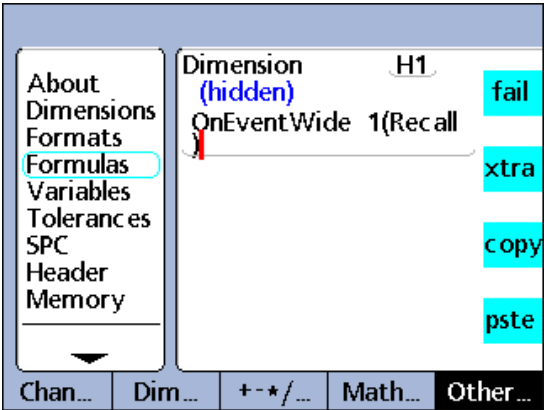 About
Dimensions
Formats
Formulas
Variables
Tolerances
SPC
Header
Memory
Dimension H1
(hidden)
OnEventWide 1(Recall
)
fail
xtra
copy
pste
Chan... Dim... +-*/... Math... Other...